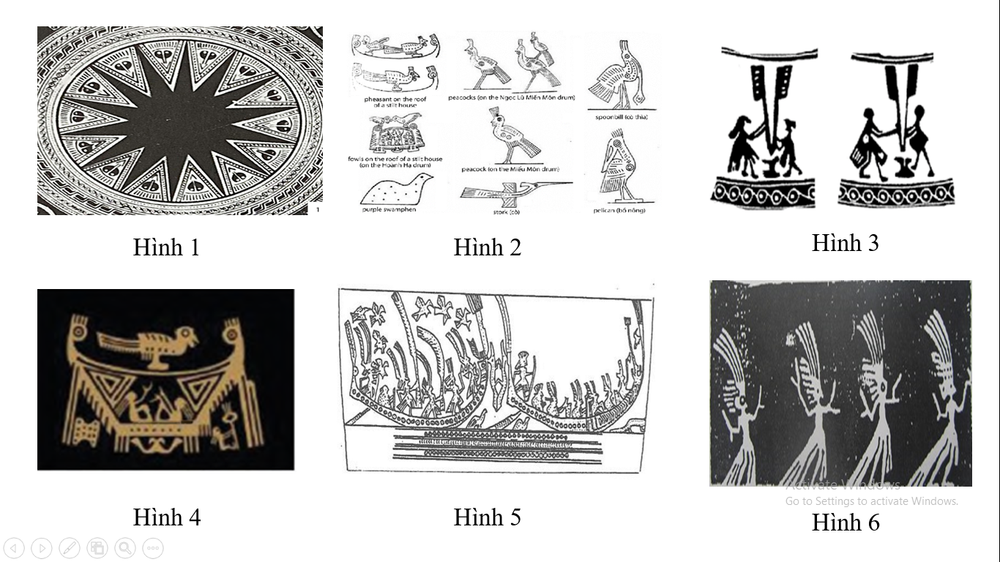 1
pheasant on the roof
of a stilt house
peacocks (on the Ngọc Lũ Miến Môn drum)
spoonbill (cò thìa)
fowls on the roof of a stilt house
(on the Hoành Hạ drum)
peacock (on the Miếu Môn drum)
purple swamphen
stork (cò)
pelican (bồ nông)
Hình 1
Hình 2
Hình 3
Hình 4
Hình 5
Hình 6
Activate Windows
Go to Settings to activate Windows.